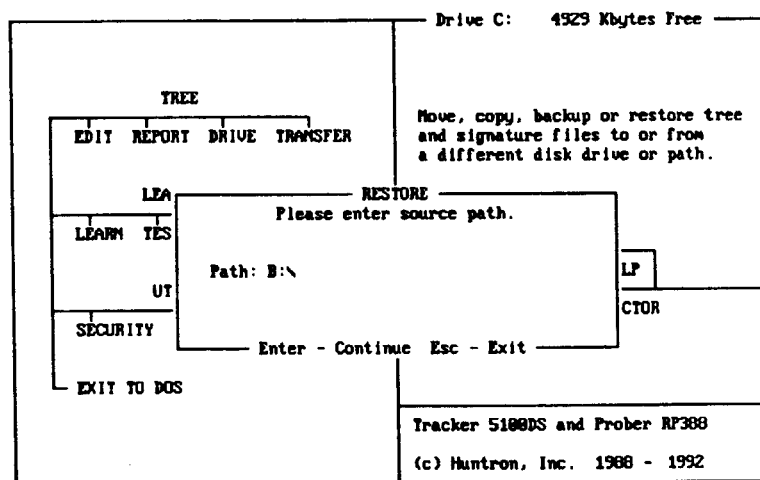 Drive C: 4929 Kbytes Free
TREE
EDIT REPORT DRIVE TRANSFER
Move, copy, backup or restore tree
and signature files to or from
a different disk drive or path.
LEA
LEARN TES
RESTORE
Please enter source path.
Path: B:\
Enter - Continue Esc - Exit
UT
SECURITY
LP
CTOR
EXIT TO DOS
Tracker 5100DS and Prober RP388
(c) Huntron, Inc. 1988 - 1992